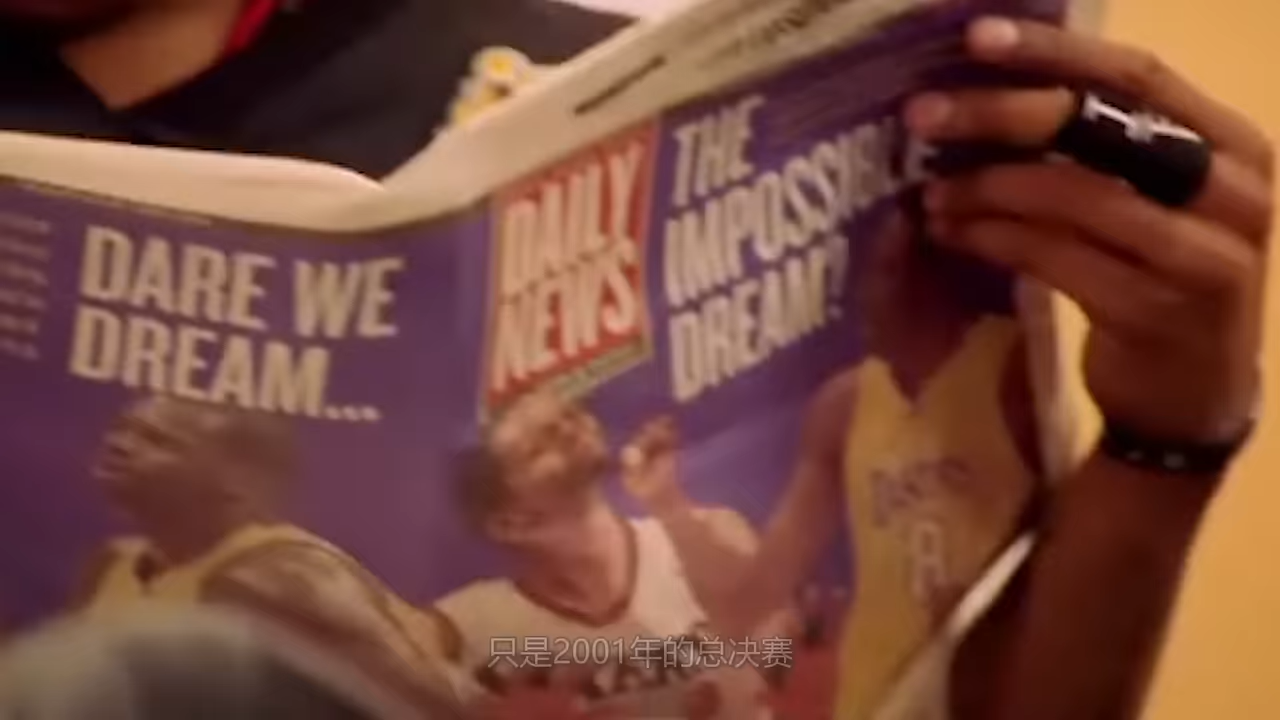 DARE WE
DREAM...
DAILY
NEWS
THE
IMPOSSIBLE
DREAM?
8
只是2001年的总决赛